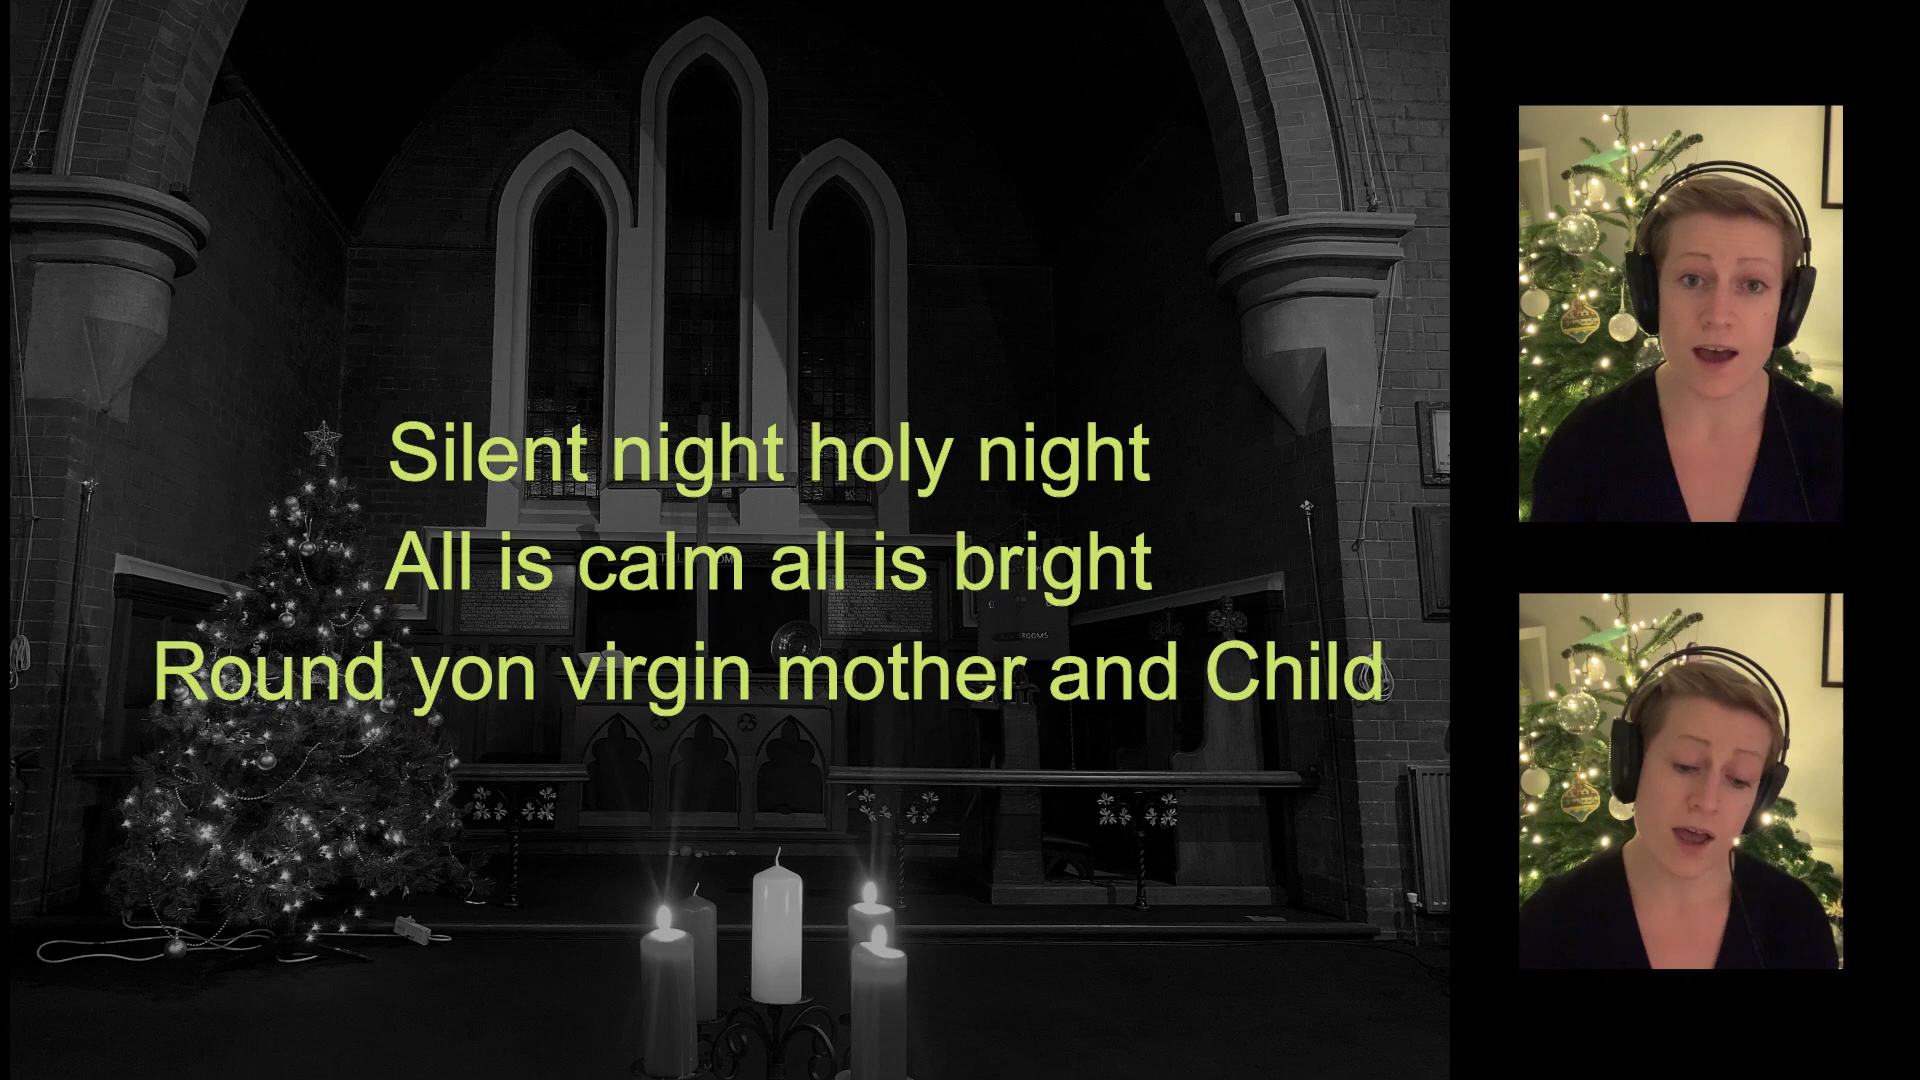 Silent night holy night
All is calm all is bright
Round yon virgin mother and Child